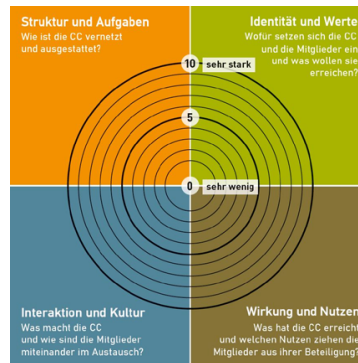 Struktur und Aufgaben
Wie ist die CC vernetzt
und ausgestattet?
Identität und Werte
Wofür setzen sich die CC
und die Mitglieder ein
und was wollen sie
erreichen?
10 sehr stark
5
0 sehr wenig
Interaktion und Kultur
Was macht die CC
und wie sind die Mitglieder
miteinander im Austausch?
Wirkung und Nutzen
Was hat die CC erreicht
und welchen Nutzen ziehen die
Mitglieder aus ihrer Beteiligung?